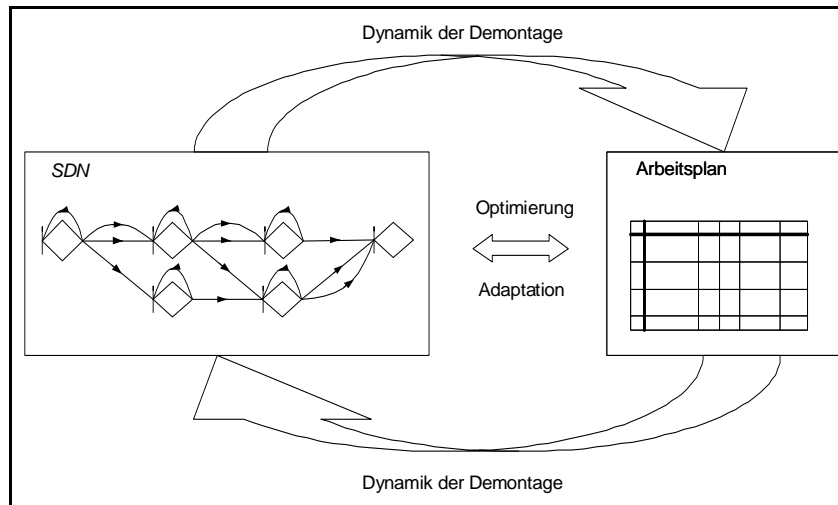 Dynamik der Demontage
SDN
Arbeitsplan
Optimierung
Adaptation
Dynamik der Demontage